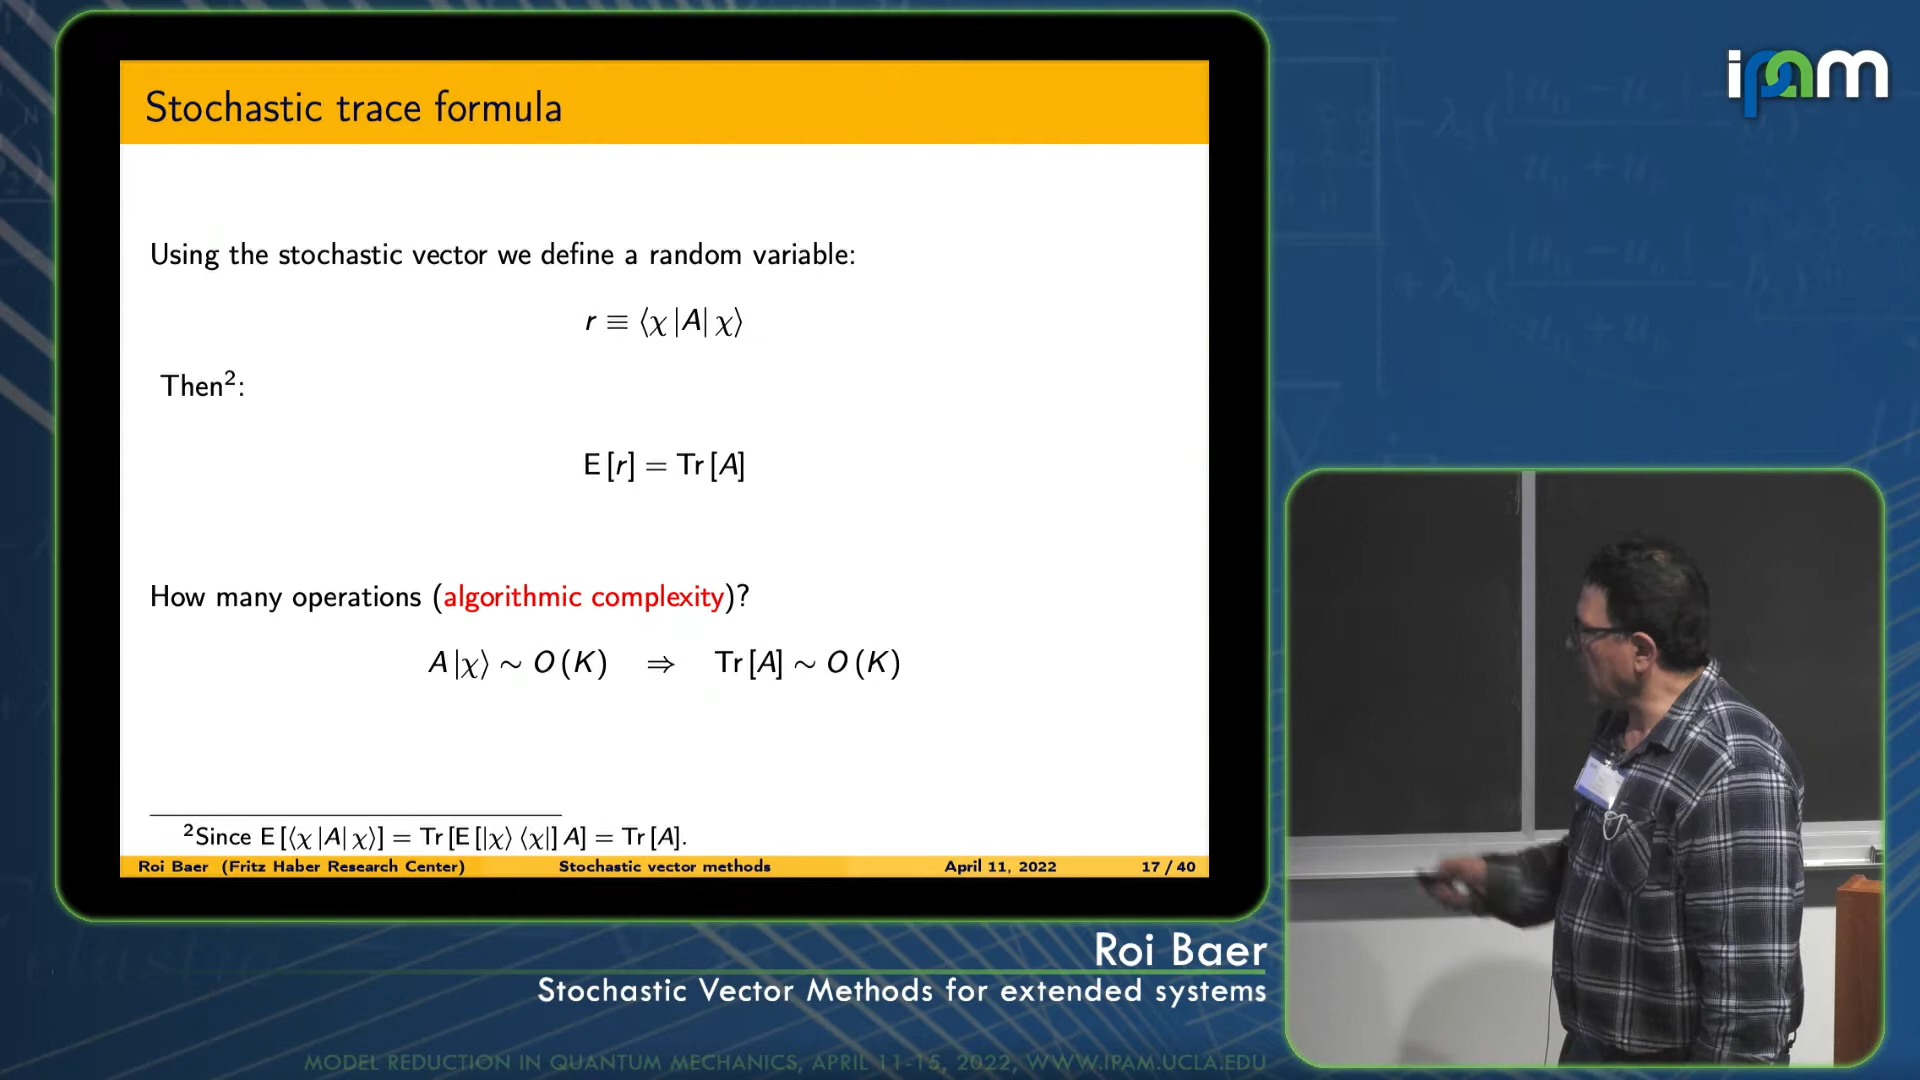 ipam
Stochastic trace formula
Using the stochastic vector we define a random variable:
r ≡ ⟨χ |A| χ⟩
Then²:
E [r] = Tr [A]
How many operations (algorithmic complexity)?
A |χ⟩ ∼ O (K) ⇒ Tr [A] ∼ O (K)
²Since E [⟨χ |A| χ⟩] = Tr [E [|χ⟩ ⟨χ|] A] = Tr [A].
Roi Baer (Fritz Haber Research Center) Stochastic vector methods April 11, 2022 17 / 40
Roi Baer
Stochastic Vector Methods for extended systems
MODEL REDUCTION IN QUANTUM MECHANICS, APRIL 11-15, 2022, WWW.IPAM.UCLA.EDU